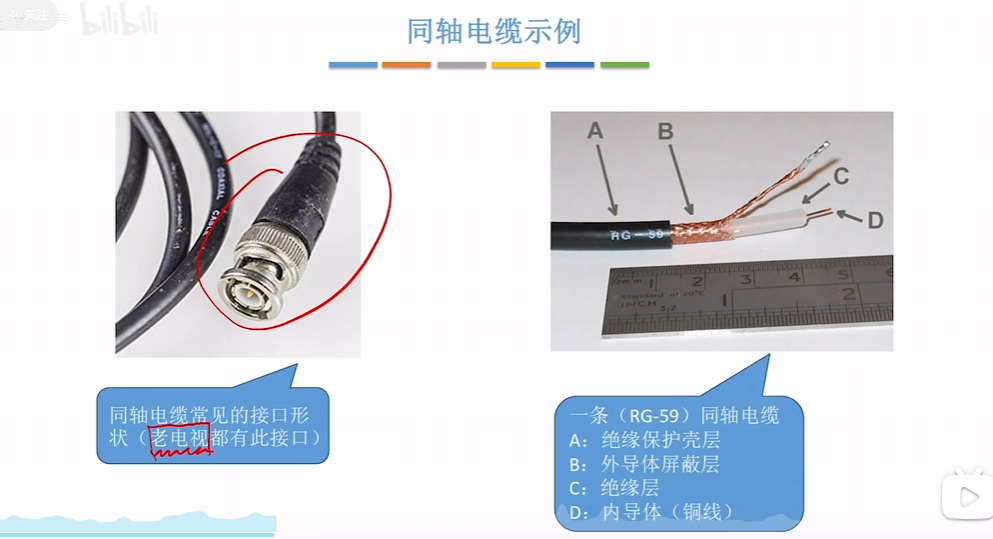 关注
bilibili
同轴电缆示例
COAXIAL CABLE
A
B
C
D
RG-59
1 2 3 4 5 6
Standard at 20°C
INCH 32
1 2
同轴电缆常见的接口形
状（老电视都有此接口）
一条（RG-59）同轴电缆
A：绝缘保护壳层
B：外导体屏蔽层
C：绝缘层
D：内导体（铜线）